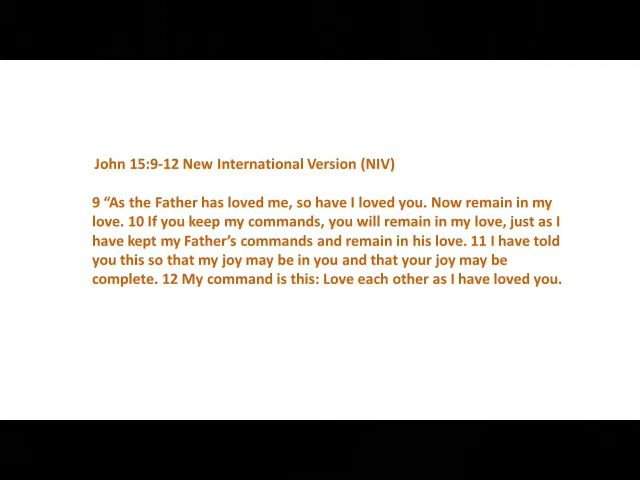 John 15:9-12 New International Version (NIV)
9 “As the Father has loved me, so have I loved you. Now remain in my
love. 10 If you keep my commands, you will remain in my love, just as I
have kept my Father’s commands and remain in his love. 11 I have told
you this so that my joy may be in you and that your joy may be
complete. 12 My command is this: Love each other as I have loved you.